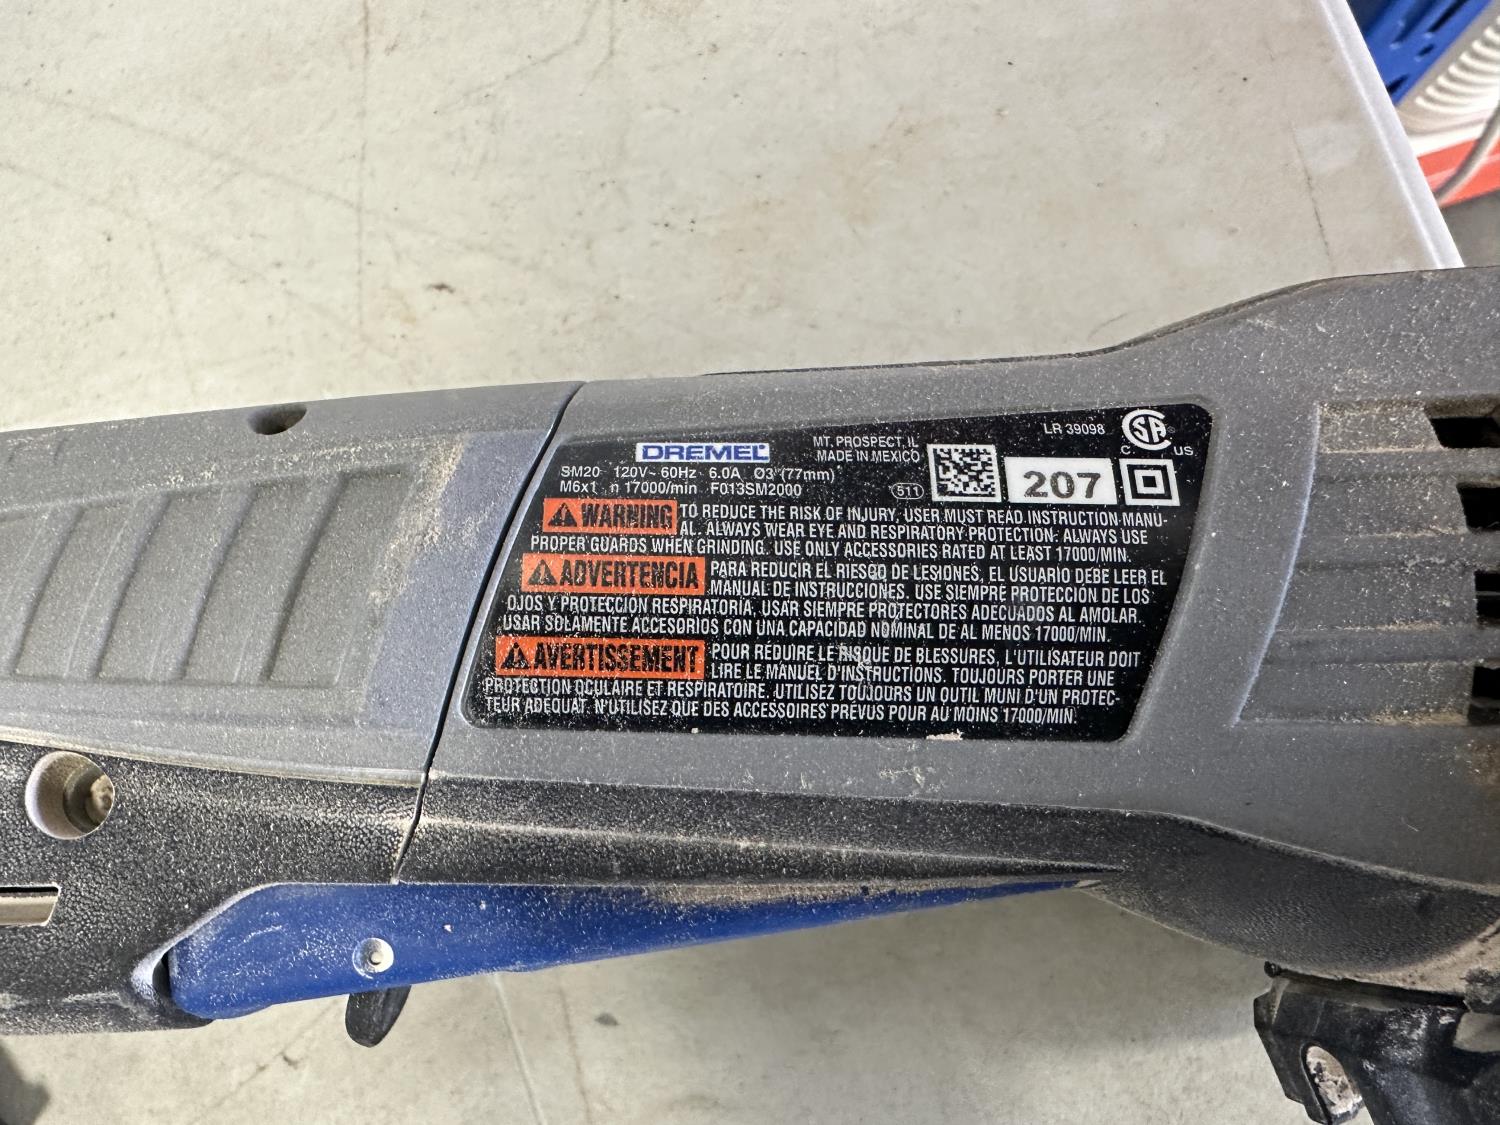 DREMEL
MT. PROSPECT, IL
MADE IN MEXICO
LR 39098
C US
SM20 120V~ 60Hz 6.0A Ø3"(77mm)
M6x1 n 17000/min F013SM2000
511
207
WARNING TO REDUCE THE RISK OF INJURY, USER MUST READ INSTRUCTION MANU-
AL. ALWAYS WEAR EYE AND RESPIRATORY PROTECTION. ALWAYS USE
PROPER GUARDS WHEN GRINDING. USE ONLY ACCESSORIES RATED AT LEAST 17000/MIN.
ADVERTENCIA PARA REDUCIR EL RIESGO DE LESIONES, EL USUARIO DEBE LEER EL
MANUAL DE INSTRUCCIONES. USE SIEMPRE PROTECCIÓN DE LOS
OJOS Y PROTECCIÓN RESPIRATORIA, USAR SIEMPRE PROTECTORES ADECUADOS AL AMOLAR.
USAR SOLAMENTE ACCESORIOS CON UNA CAPACIDAD NOMINAL DE AL MENOS 17000/MIN.
AVERTISSEMENT POUR RÉDUIRE LE RISQUE DE BLESSURES, L'UTILISATEUR DOIT
LIRE LE MANUEL D'INSTRUCTIONS. TOUJOURS PORTER UNE
PROTECTION OCULAIRE ET RESPIRATOIRE. UTILISEZ TOUJOURS UN OUTIL MUNI D'UN PROTEC-
TEUR ADÉQUAT. N'UTILISEZ QUE DES ACCESSOIRES PRÉVUS POUR AU MOINS 17000/MIN.